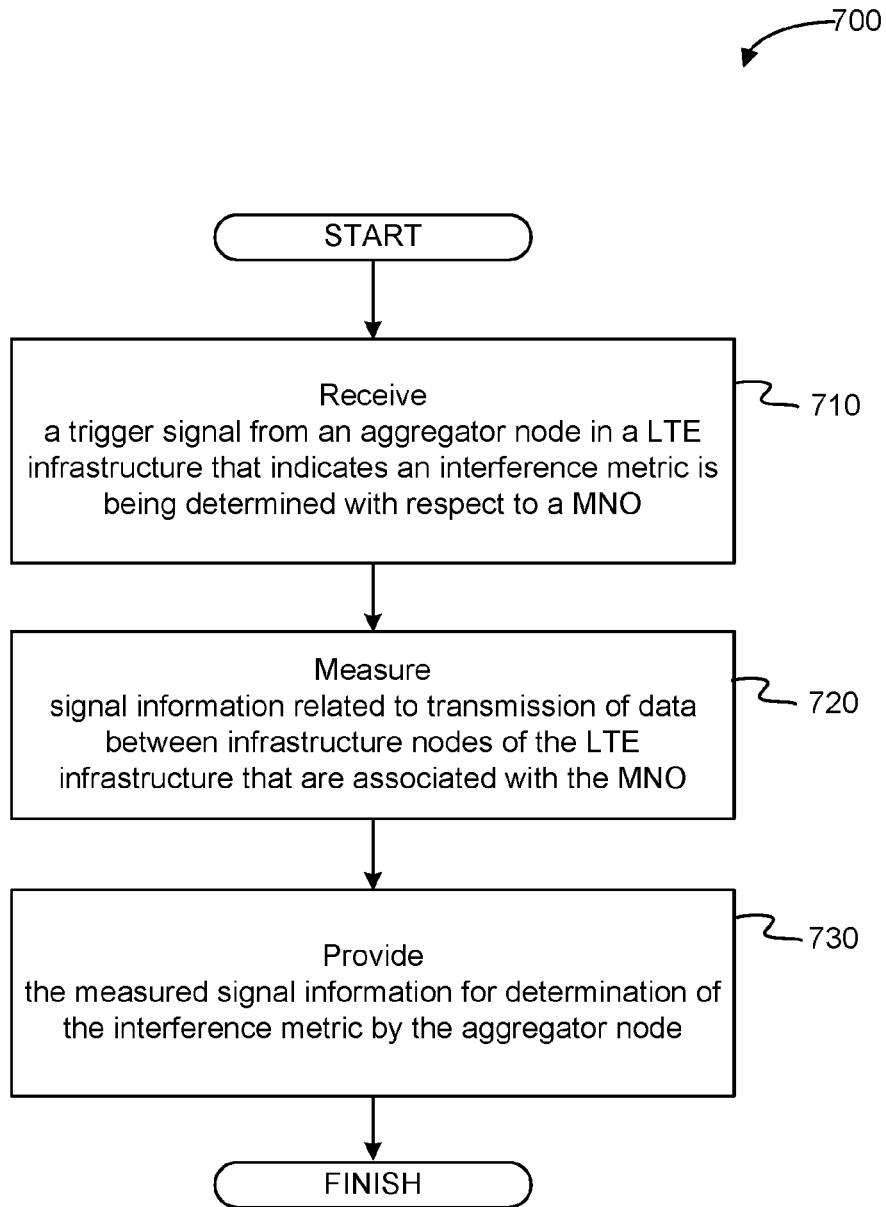 700
START
Receive
a trigger signal from an aggregator node in a LTE
infrastructure that indicates an interference metric is
being determined with respect to a MNO
710
Measure
signal information related to transmission of data
between infrastructure nodes of the LTE
infrastructure that are associated with the MNO
720
Provide
the measured signal information for determination of
the interference metric by the aggregator node
730
FINISH